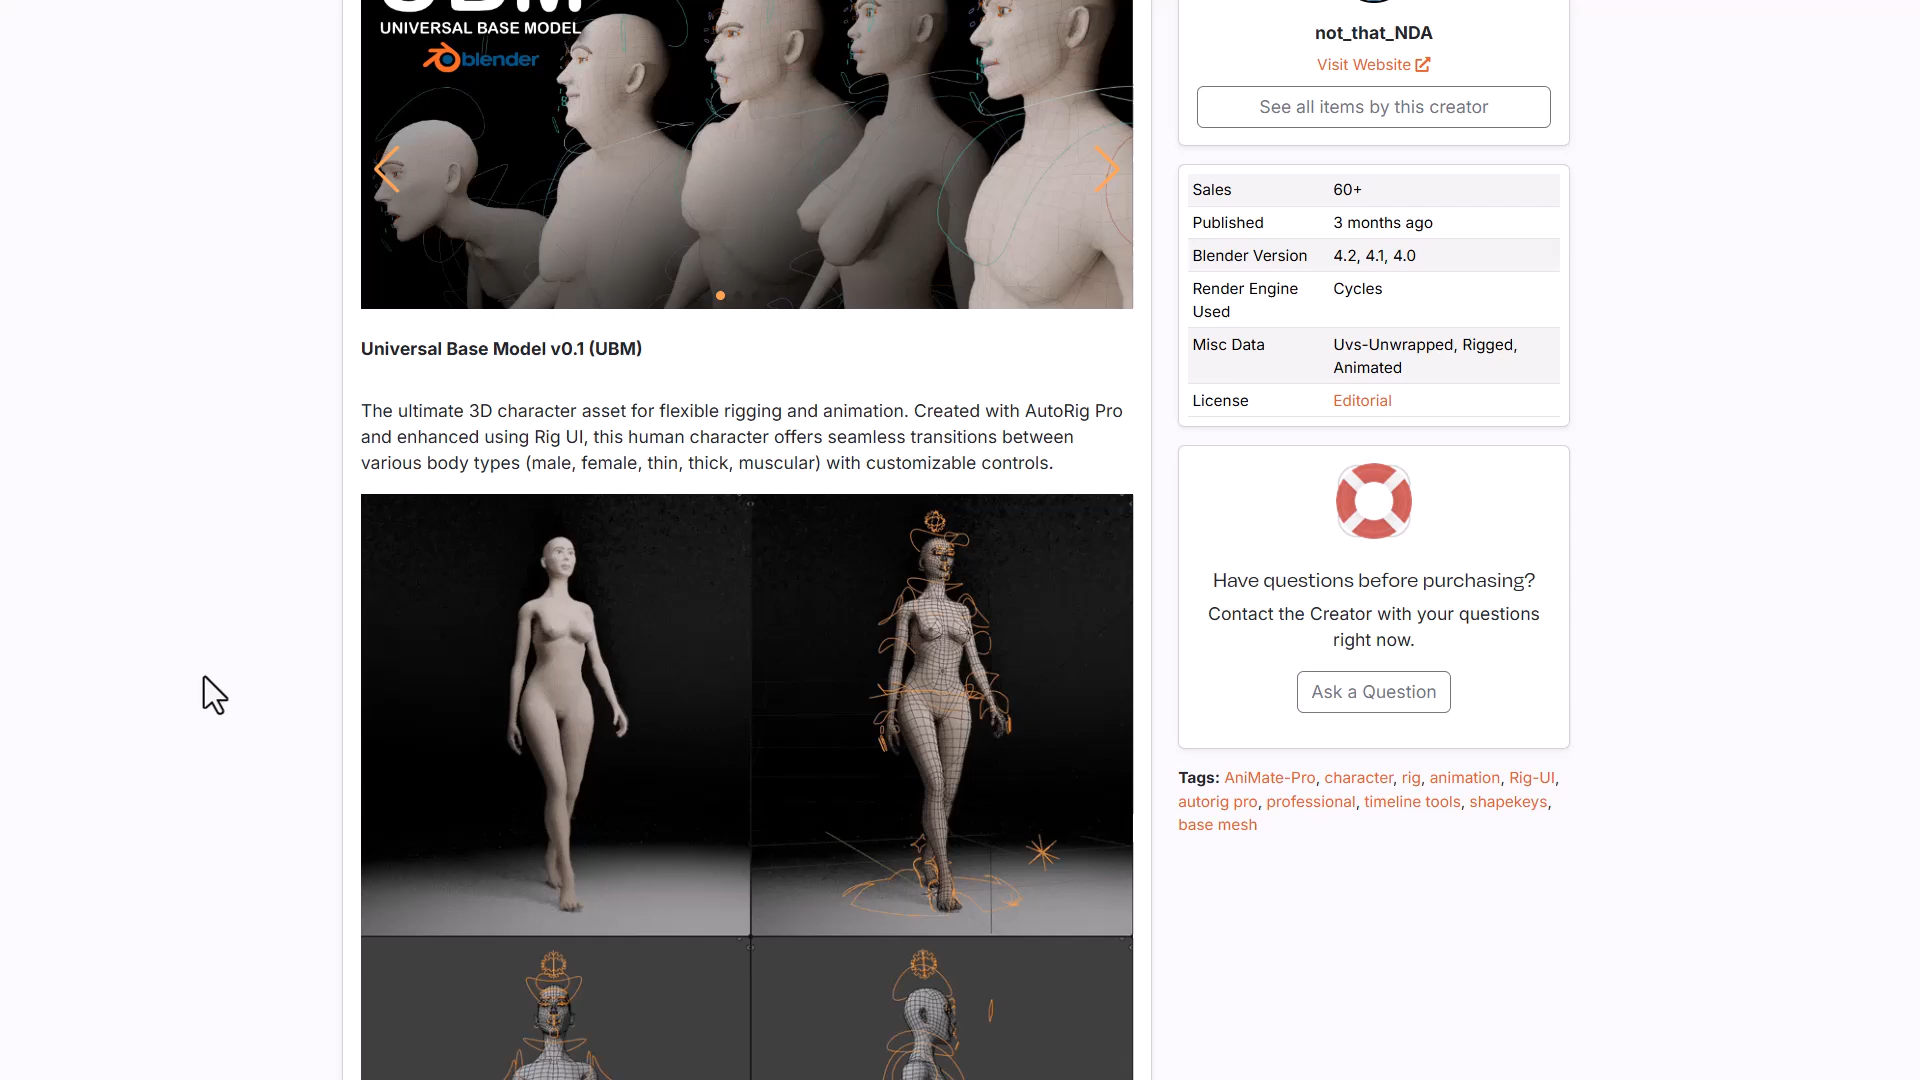 UBM
UNIVERSAL BASE MODEL
blender
Universal Base Model v0.1 (UBM)
The ultimate 3D character asset for flexible rigging and animation. Created with AutoRig Pro
and enhanced using Rig UI, this human character offers seamless transitions between
various body types (male, female, thin, thick, muscular) with customizable controls.
not_that_NDA
Visit Website
See all items by this creator
Sales 60+
Published 3 months ago
Blender Version 4.2, 4.1, 4.0
Render Engine Cycles
Used
Misc Data Uvs-Unwrapped, Rigged,
Animated
License Editorial
Have questions before purchasing?
Contact the Creator with your questions
right now.
Ask a Question
Tags: AniMate-Pro, character, rig, animation, Rig-UI,
autorig pro, professional, timeline tools, shapekeys,
base mesh